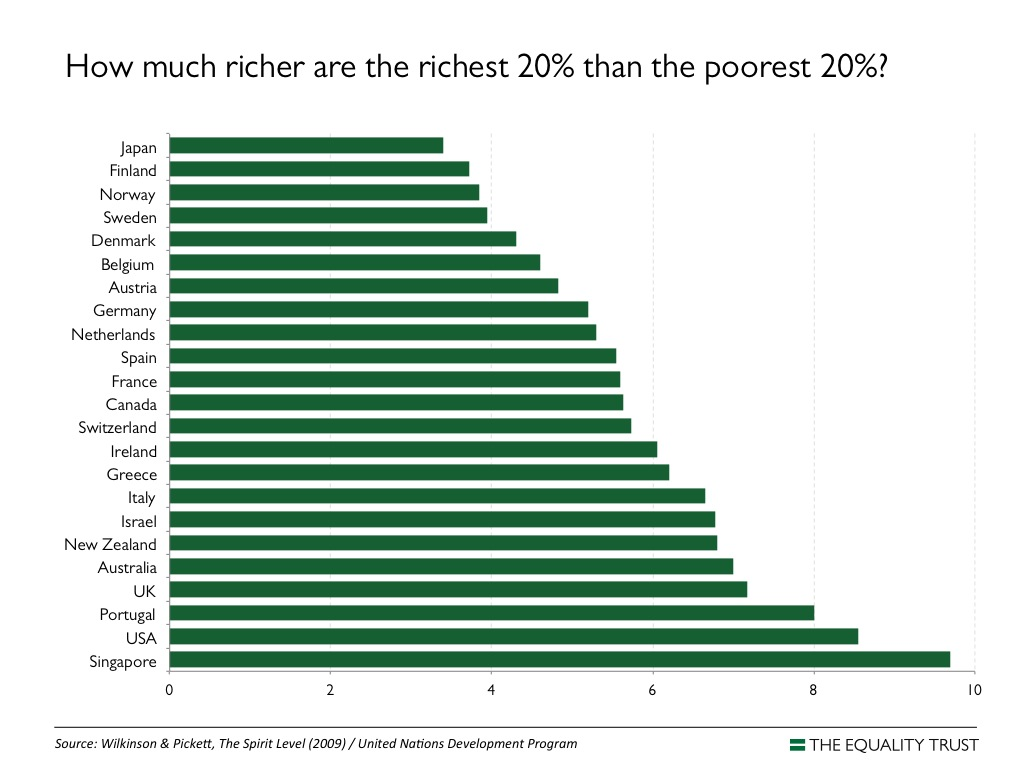 How much richer are the richest 20% than the poorest 20%?
Japan
Finland
Norway
Sweden
Denmark
Belgium
Austria
Germany
Netherlands
Spain
France
Canada
Switzerland
Ireland
Greece
Italy
Israel
New Zealand
Australia
UK
Portugal
USA
Singapore
0 2 4 6 8 10
Source: Wilkinson & Pickett, The Spirit Level (2009) / United Nations Development Program
THE EQUALITY TRUST